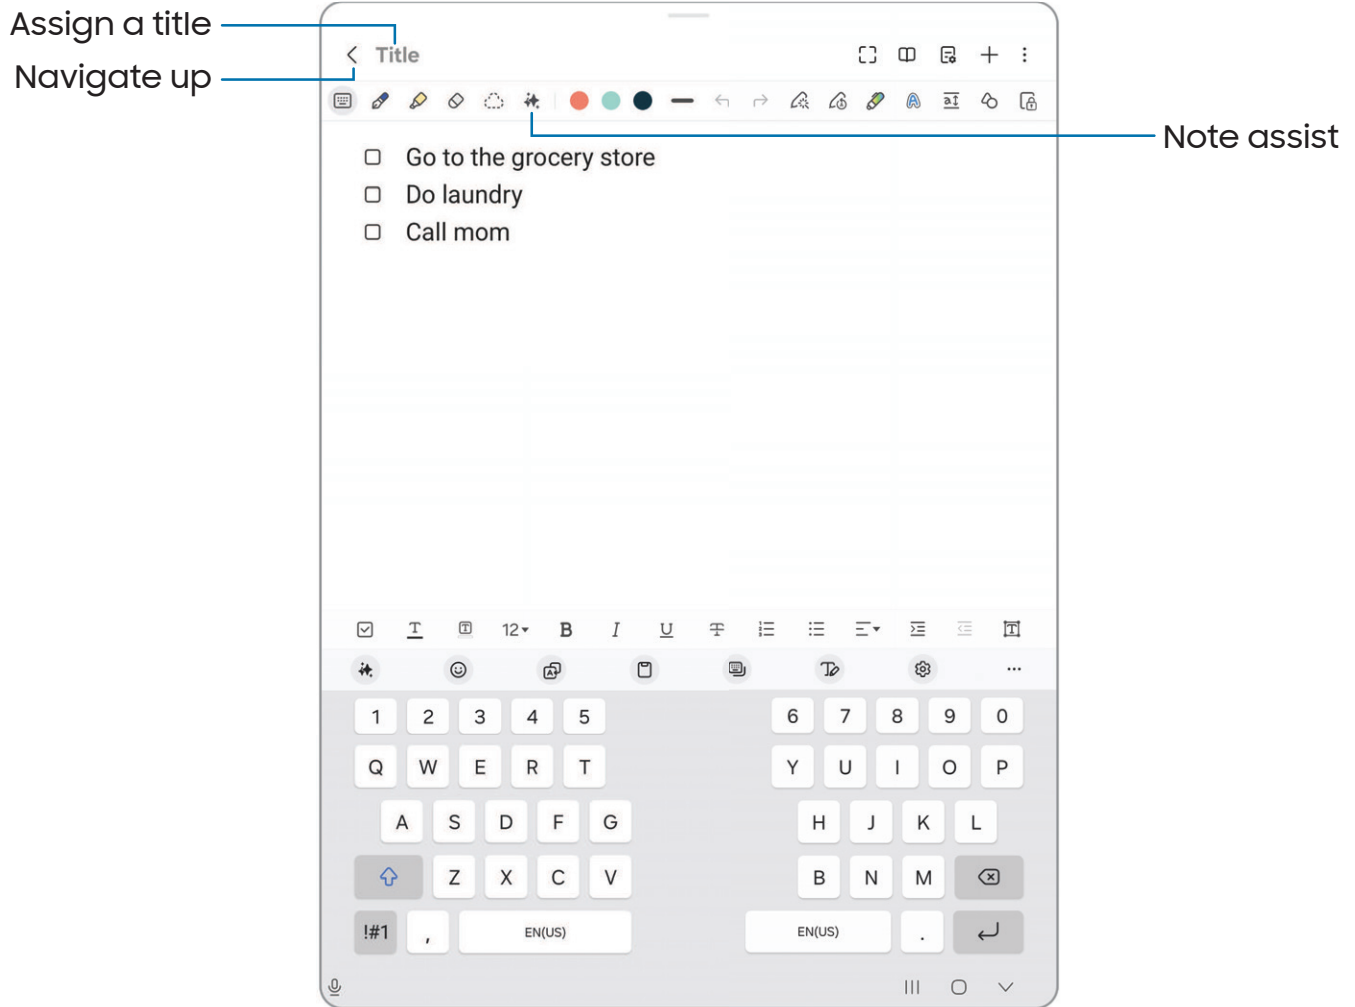 Assign a title
Title
Navigate up
Note assist
Go to the grocery store
Do laundry
Call mom
12 B I U T
1 2 3 4 5 6 7 8 9 0
Q W E R T Y U I O P
A S D F G H J K L
Z X C V B N M
!#1 , EN(US) EN(US) .